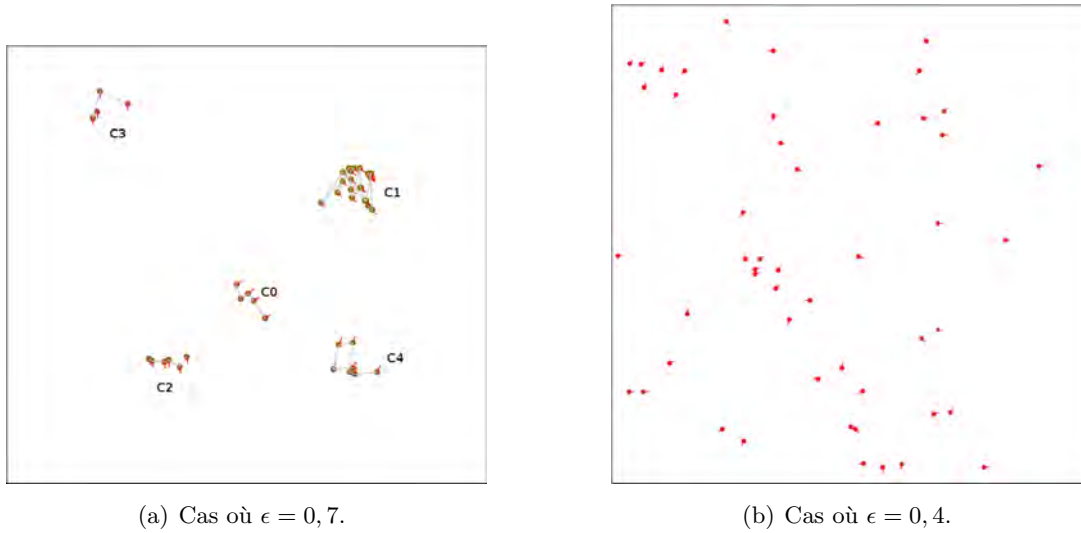 C3
C1
C0
C4
C2
(a) Cas où ϵ = 0, 7.
(b) Cas où ϵ = 0, 4.